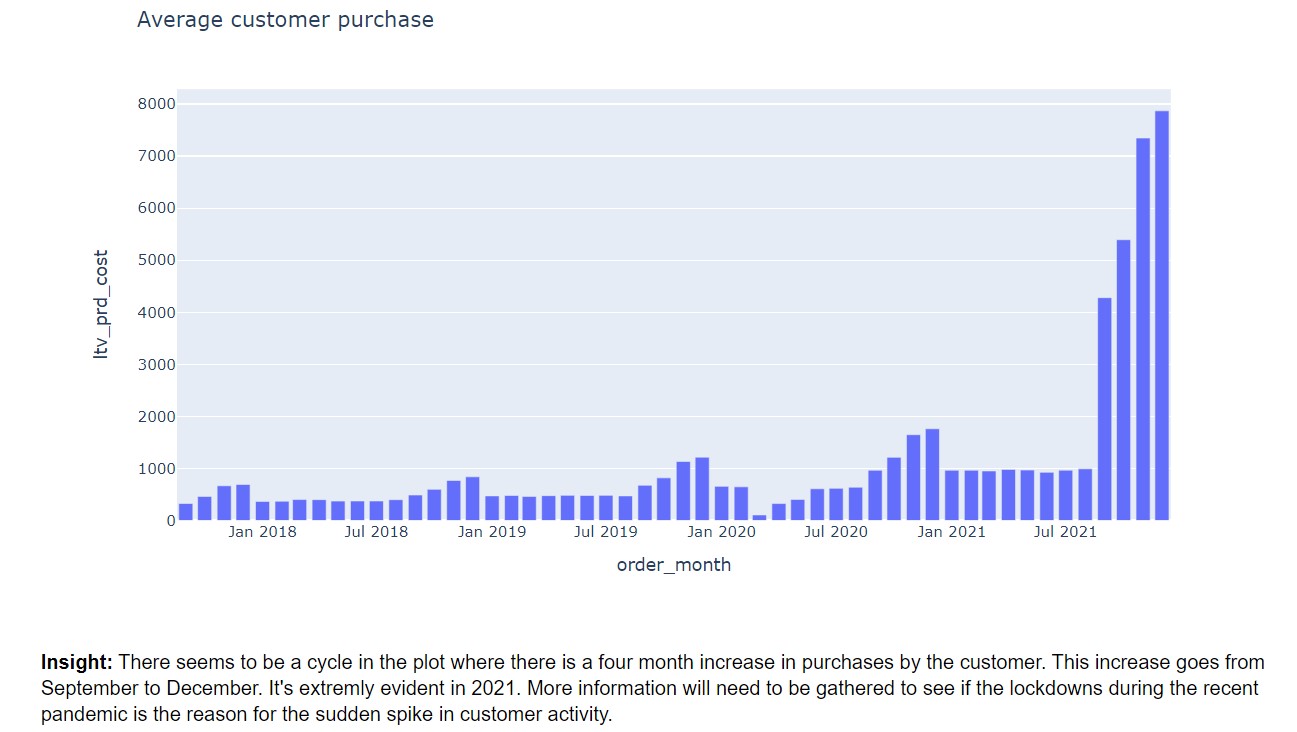 Average customer purchase
8000
7000
6000
5000
4000
3000
2000
1000
0
ltv_prd_cost
Jan 2018 Jul 2018 Jan 2019 Jul 2019 Jan 2020 Jul 2020 Jan 2021 Jul 2021
order_month
Insight: There seems to be a cycle in the plot where there is a four month increase in purchases by the customer. This increase goes from
September to December. It's extremly evident in 2021. More information will need to be gathered to see if the lockdowns during the recent
pandemic is the reason for the sudden spike in customer activity.